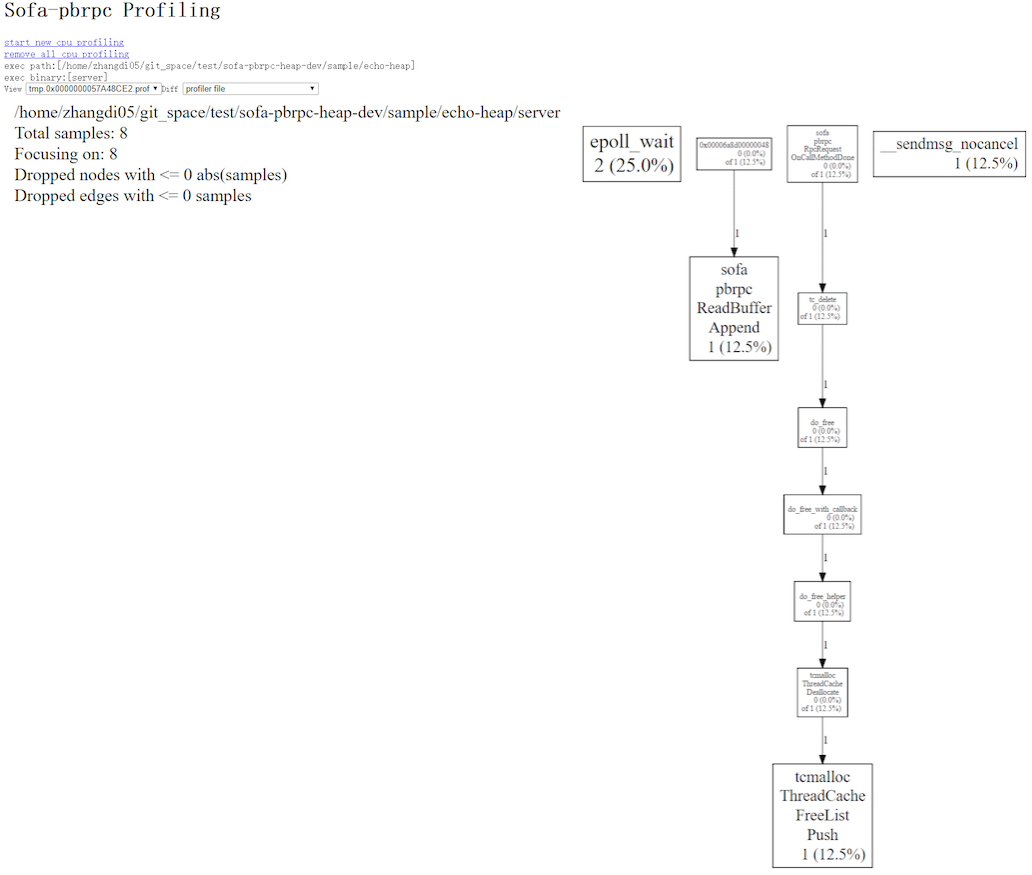 Sofa-pbrpc Profiling
start new cpu profiling
remove all cpu profiling
exec path:[/home/zhangdi05/git_space/test/sofa-pbrpc-heap-dev/sample/echo-heap]
exec binary:[server]
View tmp.0x0000000057A48CE2.prof Diff profiler file
/home/zhangdi05/git_space/test/sofa-pbrpc-heap-dev/sample/echo-heap/server
Total samples: 8
Focusing on: 8
Dropped nodes with <= 0 abs(samples)
Dropped edges with <= 0 samples
epoll_wait
2 (25.0%)
0x00006a8d00000048
0 (0.0%)
of 1 (12.5%)
sofa
pbrpc
RpcRequest
OnCallMethodDone
0 (0.0%)
of 1 (12.5%)
__sendmsg_nocancel
1 (12.5%)
1
1
sofa
pbrpc
ReadBuffer
Append
1 (12.5%)
tc_delete
0 (0.0%)
of 1 (12.5%)
1
do_free
0 (0.0%)
of 1 (12.5%)
1
do_free_with_callback
0 (0.0%)
of 1 (12.5%)
1
do_free_helper
0 (0.0%)
of 1 (12.5%)
1
tcmalloc
ThreadCache
Deallocate
0 (0.0%)
of 1 (12.5%)
1
tcmalloc
ThreadCache
FreeList
Push
1 (12.5%)